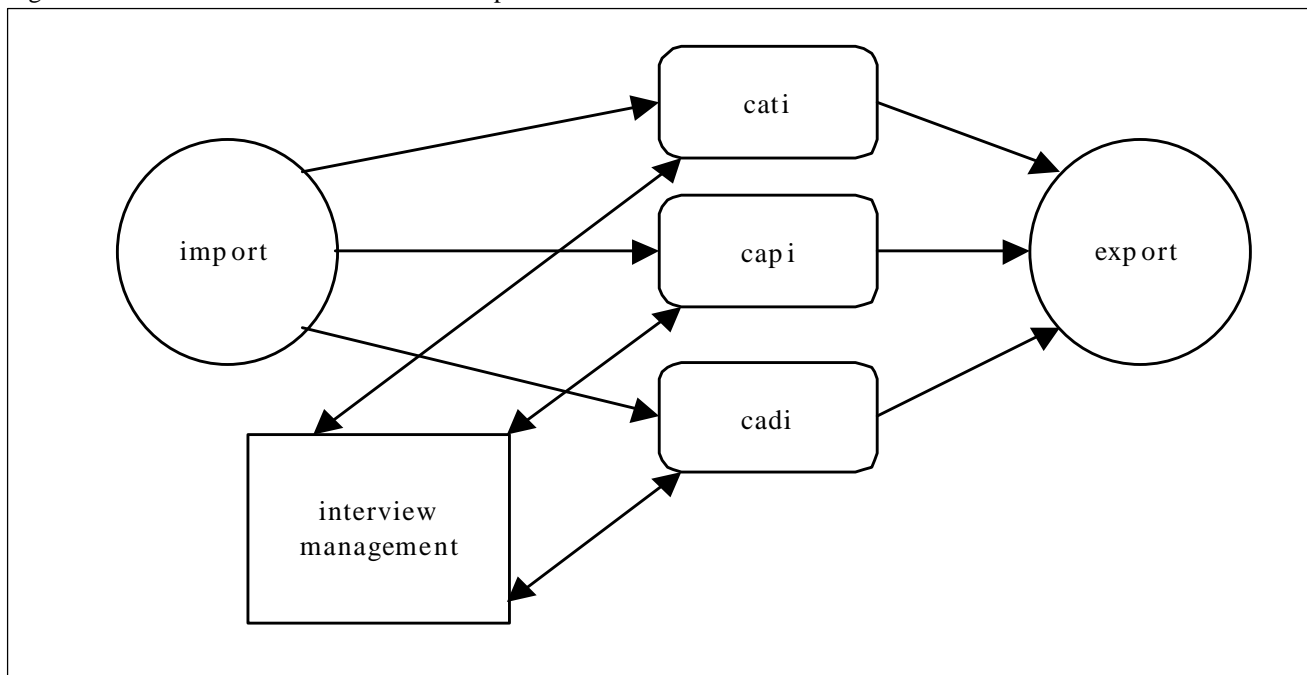 cati
import
capi
export
cadi
interview
management